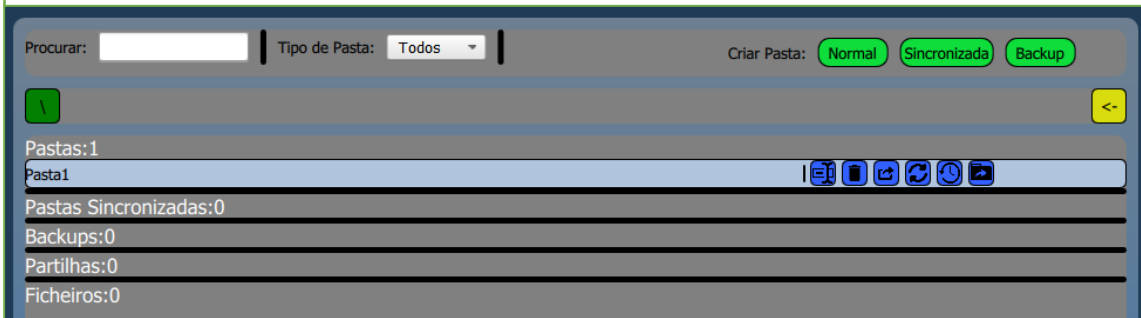 Procurar: Tipo de Pasta: Todos Criar Pasta: Normal Sincronizada Backup
\ <-
Pastas:1
Pasta1
Pastas Sincronizadas:0
Backups:0
Partilhas:0
Ficheiros:0